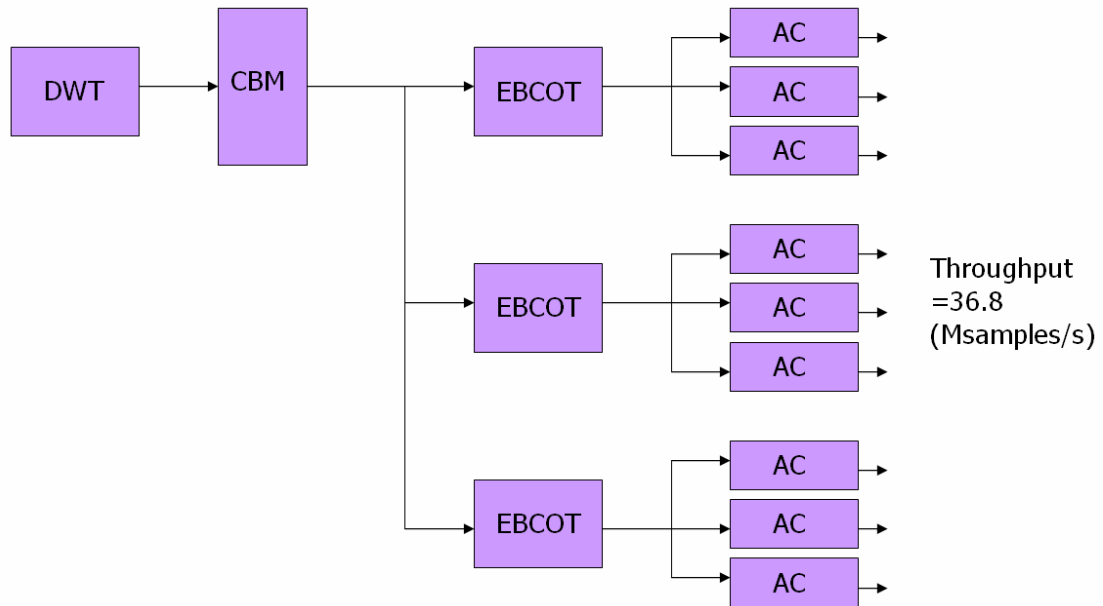 DWT
CBM
EBCOT
AC
AC
AC
EBCOT
AC
AC
AC
Throughput
=36.8
(Msamples/s)
EBCOT
AC
AC
AC